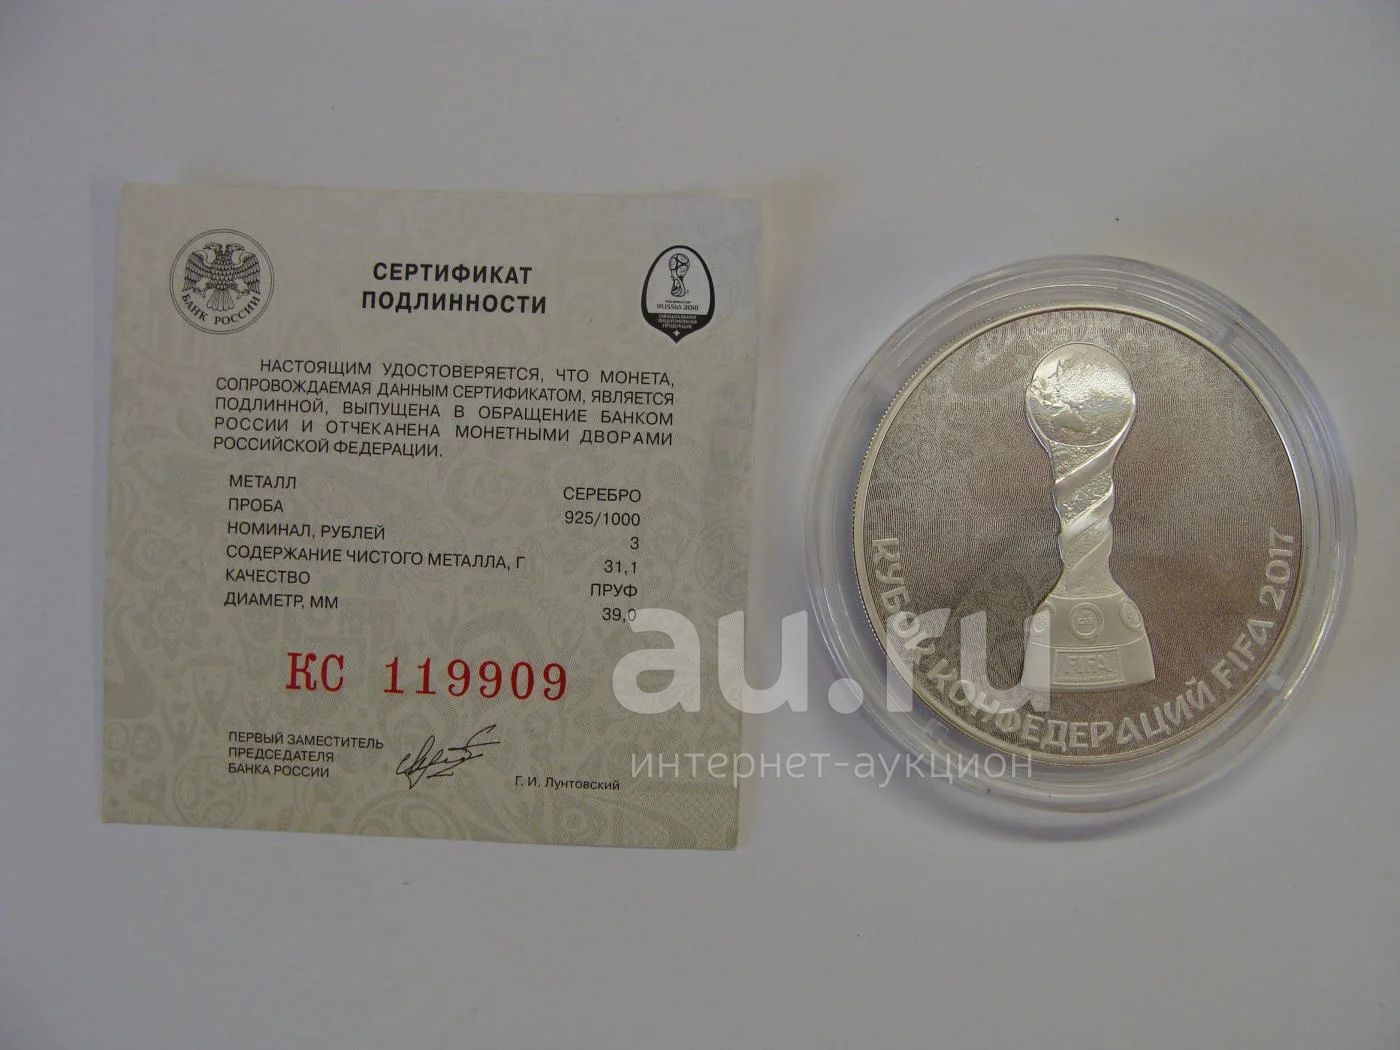 СЕРТИФИКАТ
ПОДЛИННОСТИ
БАНК РОССИИ
RUSSIA 2018
ОФИЦИАЛЬНАЯ
ЛИЦЕНЗИОННАЯ
ПРОДУКЦИЯ
НАСТОЯЩИМ УДОСТОВЕРЯЕТСЯ, ЧТО МОНЕТА,
СОПРОВОЖДАЕМАЯ ДАННЫМ СЕРТИФИКАТОМ, ЯВЛЯЕТСЯ
ПОДЛИННОЙ, ВЫПУЩЕНА В ОБРАЩЕНИЕ БАНКОМ
РОССИИ И ОТЧЕКАНЕНА МОНЕТНЫМИ ДВОРАМИ
РОССИЙСКОЙ ФЕДЕРАЦИИ.
МЕТАЛЛ СЕРЕБРО
ПРОБА 925/1000
НОМИНАЛ, РУБЛЕЙ 3
СОДЕРЖАНИЕ ЧИСТОГО МЕТАЛЛА, Г 31,1
КАЧЕСТВО ПРУФ
ДИАМЕТР, ММ 39,0
КС 119909
ПЕРВЫЙ ЗАМЕСТИТЕЛЬ
ПРЕДСЕДАТЕЛЯ
БАНКА РОССИИ
Г. И. Лунтовский
FIFA
КУБОК КОНФЕДЕРАЦИЙ FIFA 2017
au.ru
интернет-аукцион